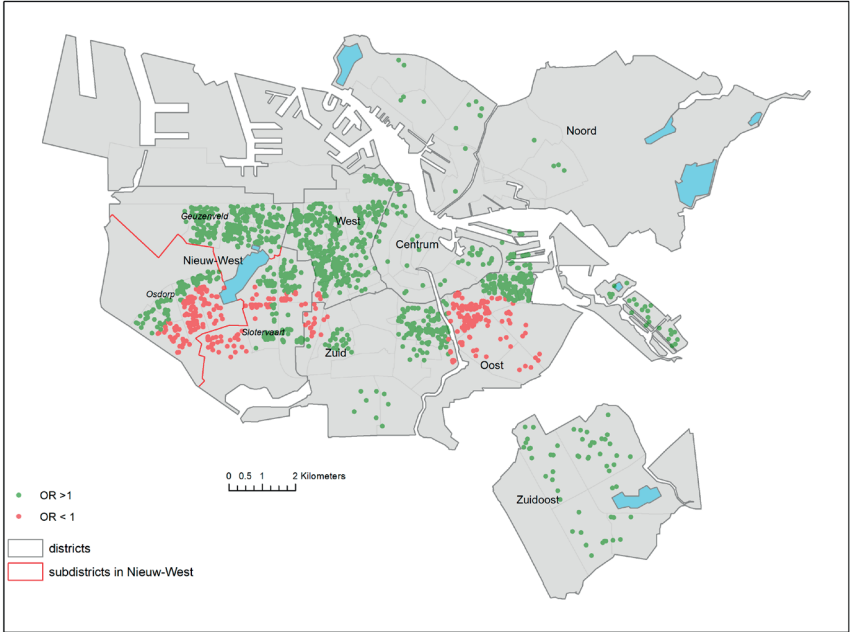 Noord
Geuzenveld
West
Centrum
Nieuw-West
Osdorp
Slotervaart
Zuid
Oost
0 0.5 1 2 Kilometers
Zuidoost
OR >1
OR < 1
districts
subdistricts in Nieuw-West